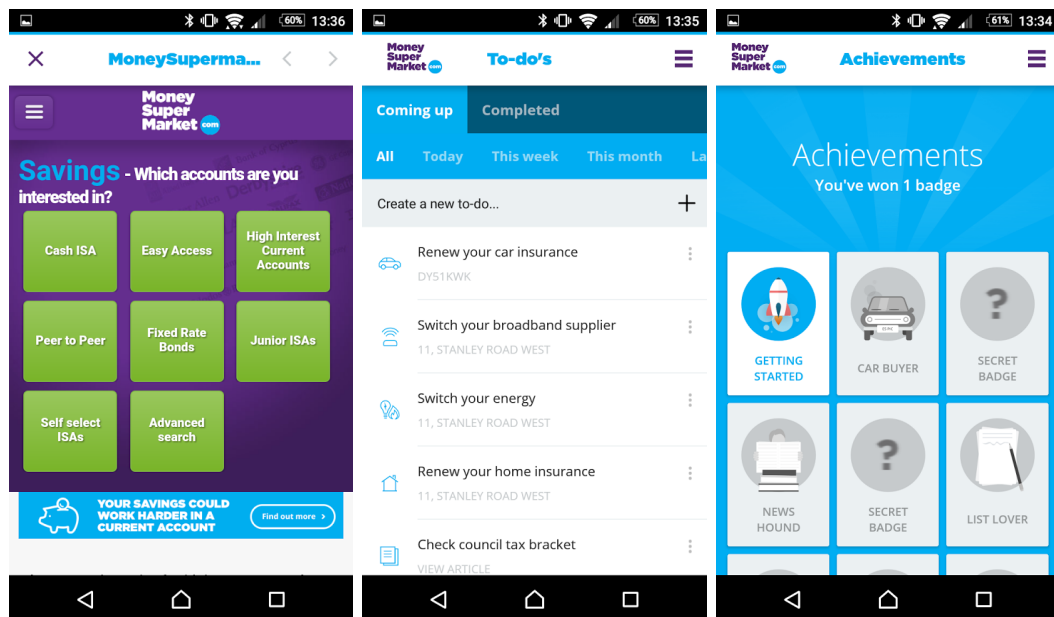 60% 13:36
MoneySuperma...
Money
Super
Market com
Savings - Which accounts are you
interested in?
Cash ISA
Easy Access
High Interest
Current
Accounts
Peer to Peer
Fixed Rate
Bonds
Junior ISAs
Self select
ISAs
Advanced
search
YOUR SAVINGS COULD
WORK HARDER IN A
CURRENT ACCOUNT
Find out more >
60% 13:35
Money
Super
Market com
To-do's
Coming up
Completed
All Today This week This month La
Create a new to-do...
Renew your car insurance
DY51KWK
Switch your broadband supplier
11, STANLEY ROAD WEST
Switch your energy
11, STANLEY ROAD WEST
Renew your home insurance
11, STANLEY ROAD WEST
Check council tax bracket
VIEW ARTICLE
61% 13:34
Money
Super
Market com
Achievements
Achievements
You've won 1 badge
GETTING
STARTED
CAR BUYER
?
SECRET
BADGE
NEWS
HOUND
?
SECRET
BADGE
LIST LOVER